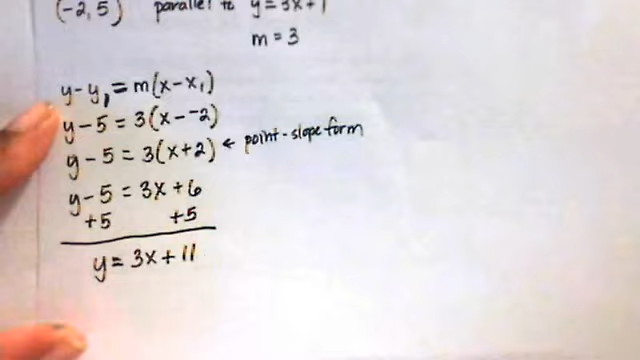 (-2, 5) parallel to y = 3x + 1
m = 3
y - y₁ = m(x - x₁)
y - 5 = 3(x - -2)
y - 5 = 3(x + 2) ← point-slope form
y - 5 = 3x + 6
+5 +5
y = 3x + 11